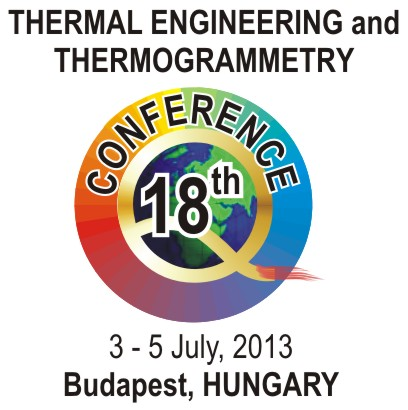 THERMAL ENGINEERING and
THERMOGRAMMETRY
CONFERENCE
18th
3 - 5 July, 2013
Budapest, HUNGARY